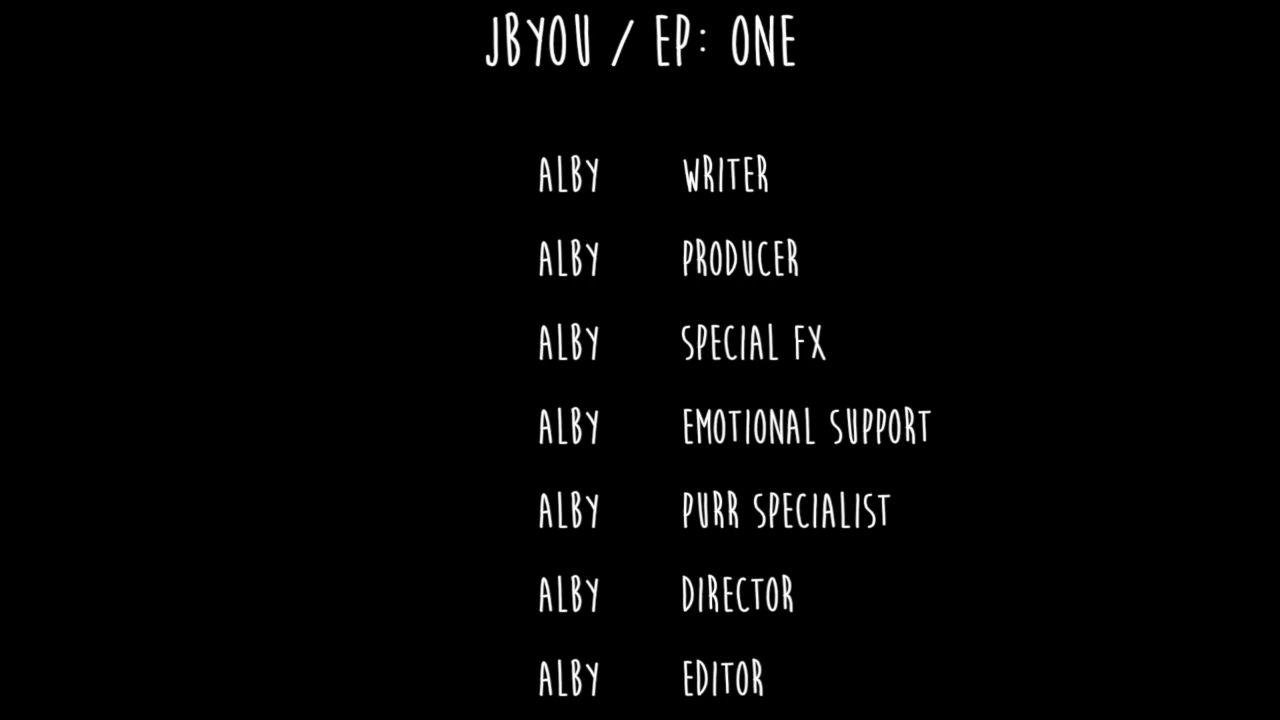 JBYOU / EP: ONE
ALBY WRITER
ALBY PRODUCER
ALBY SPECIAL FX
ALBY EMOTIONAL SUPPORT
ALBY PURR SPECIALIST
ALBY DIRECTOR
ALBY EDITOR